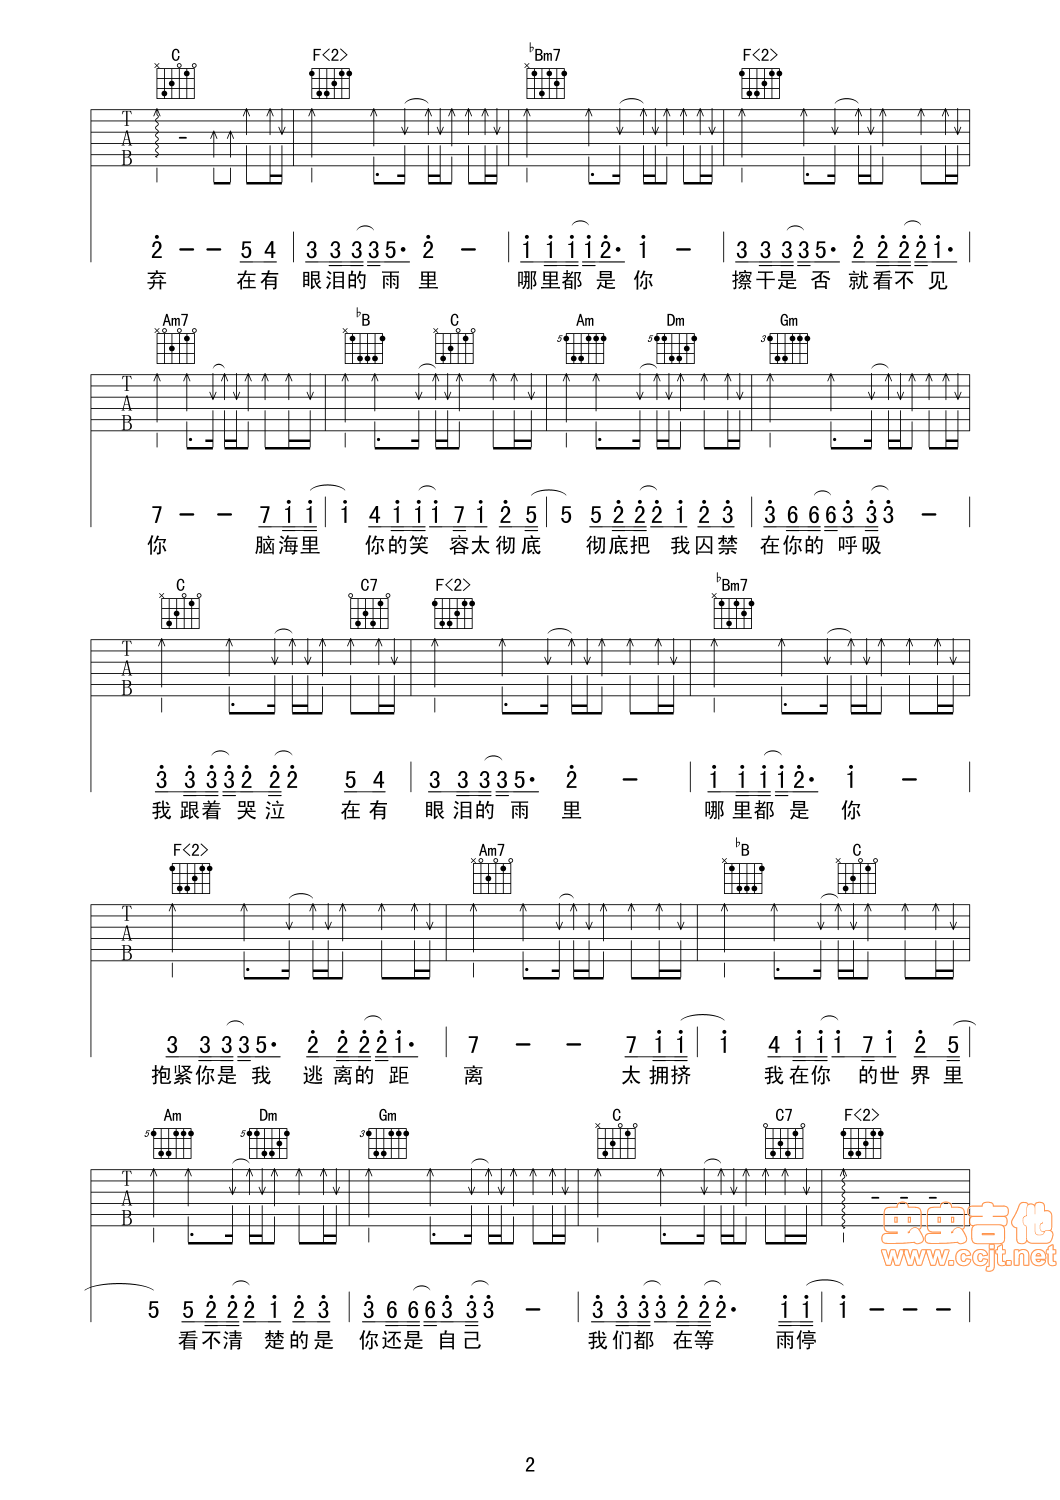 C F<2> ♭Bm7 F<2>
T
A
B
2̇ - - 5 4 | 3 3 3 3 5· 2̇ - | 1̇ 1̇ 1̇ 1̇ 2̇· 1̇ - | 3 3 3 3 5· 2̇ 2̇ 2̇ 2̇ 1̇·
弃 在有 眼泪的 雨里 哪里都 是你 擦干是 否 就看不 见
Am7 ♭B C Am Dm Gm
5 5 3
T
A
B
7 - - 7 1̇ 1̇ | 1̇ 4 1̇ 1̇ 1̇ 7 1̇ 2̇ 5 | 5 5 2̇ 2̇ 2̇ 1̇ 2̇ 3̇ | 3̇ 6 6 6 3̇ 3̇ 3̇ -
你 脑海里 你的笑 容太彻底 彻底把 我囚禁 在你的 呼吸
C C7 F<2> ♭Bm7
T
A
B
3̇ 3̇ 3̇ 3̇ 2̇ 2̇ 2̇ 5 4 | 3 3 3 3 5· 2̇ - | 1̇ 1̇ 1̇ 1̇ 2̇· 1̇ -
我跟着 哭泣 在有 眼泪的 雨里 哪里都 是你
F<2> Am7 ♭B C
T
A
B
3 3 3 3 5· 2̇ 2̇ 2̇ 2̇ 1̇· | 7 - - 7 1̇ 1̇ | 1̇ 4 1̇ 1̇ 1̇ 7 1̇ 2̇ 5
抱紧你是 我 逃离的 距 离 太拥挤 我在你 的世界里
Am Dm Gm C C7 F<2>
5 5 3
T
A
B
5 5 2̇ 2̇ 2̇ 1̇ 2̇ 3̇ | 3̇ 6 6 6 3̇ 3̇ 3̇ - | 3̇ 3̇ 3̇ 3̇ 2̇ 2̇ 2̇· 1̇ 1̇ | 1̇ - - -
看不清 楚的是 你还是 自己 我们都 在等 雨停
虫虫吉他
www.ccjt.net
2